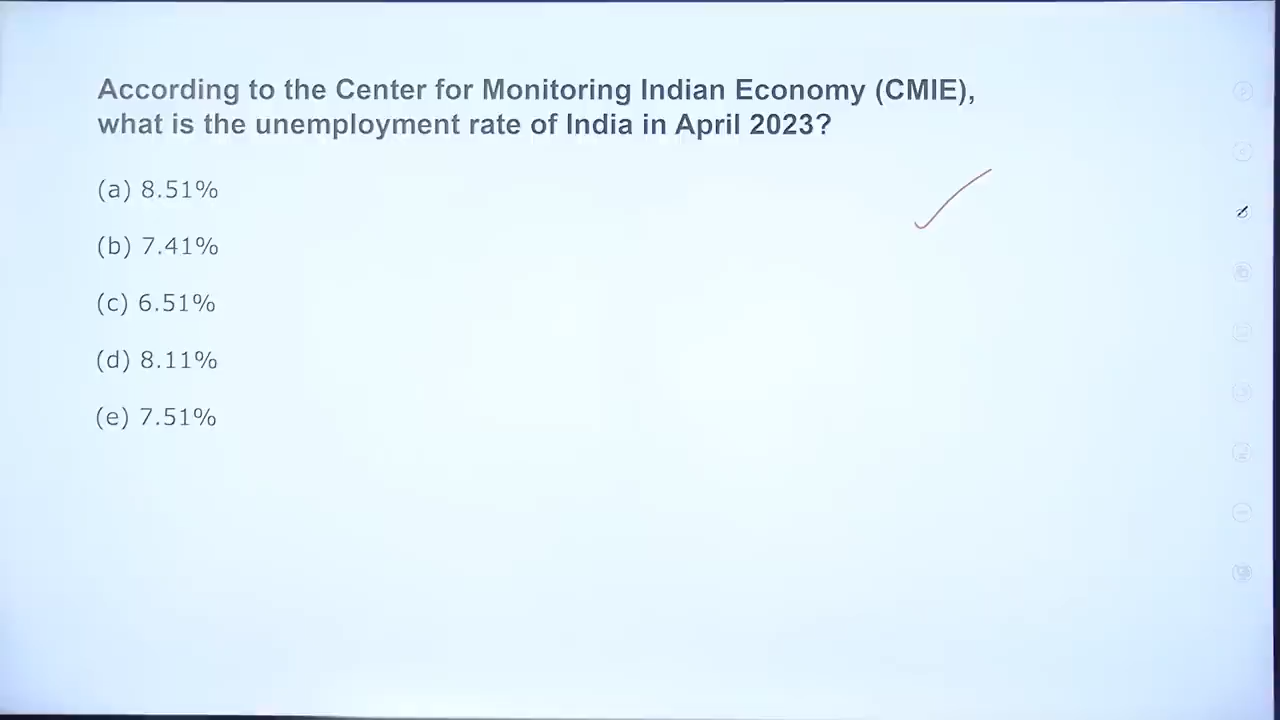 According to the Center for Monitoring Indian Economy (CMIE),
what is the unemployment rate of India in April 2023?
(a) 8.51%
(b) 7.41%
(c) 6.51%
(d) 8.11%
(e) 7.51%